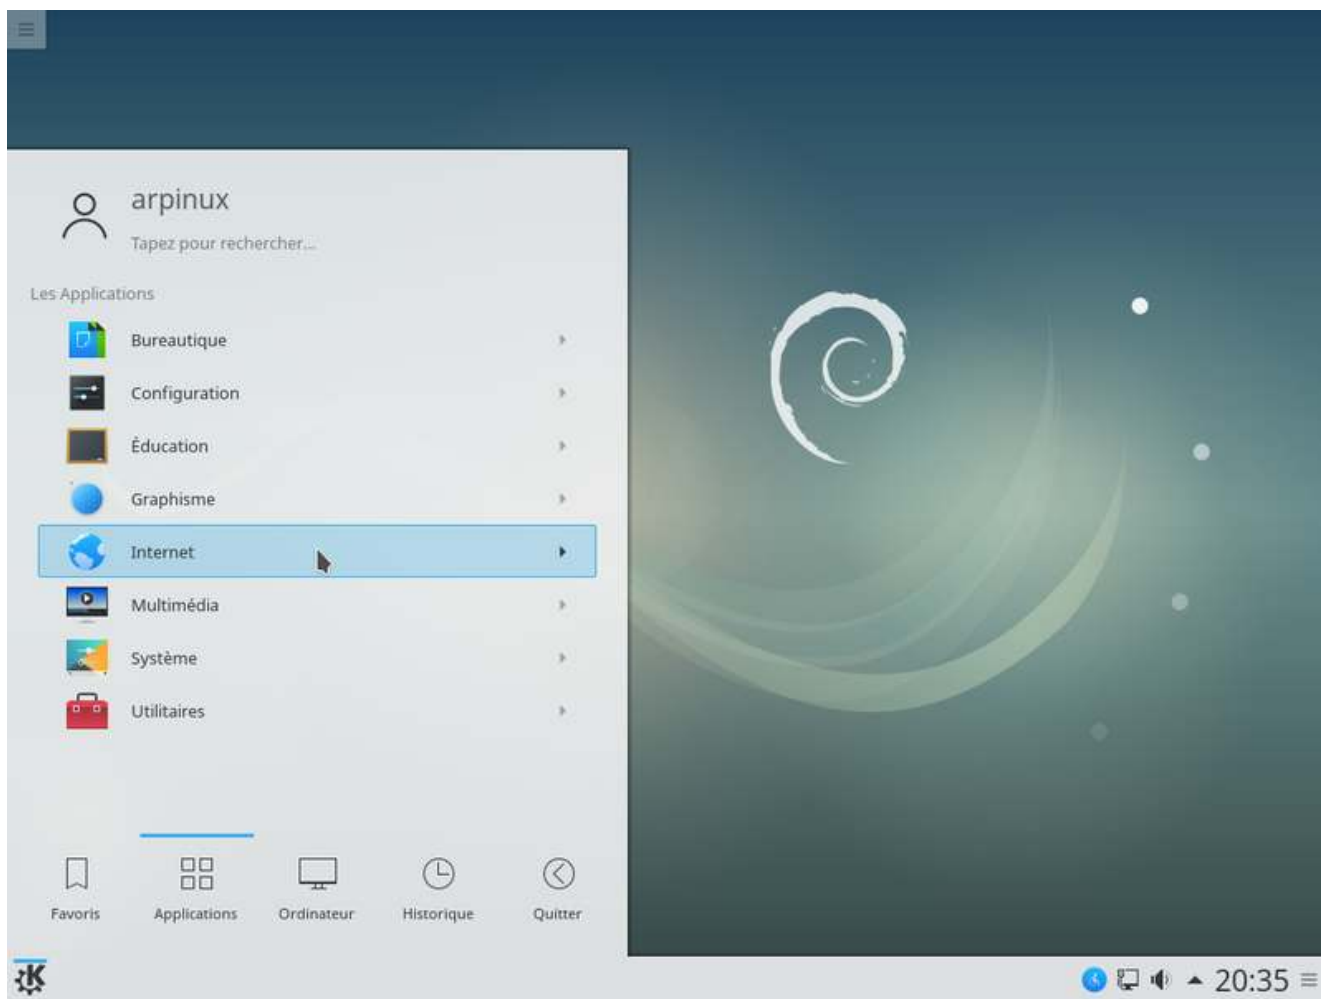 arpinux
Tapez pour rechercher...
Les Applications
Bureautique
Configuration
Éducation
Graphisme
Internet
Multimédia
Système
Utilitaires
Favoris Applications Ordinateur Historique Quitter
20:35